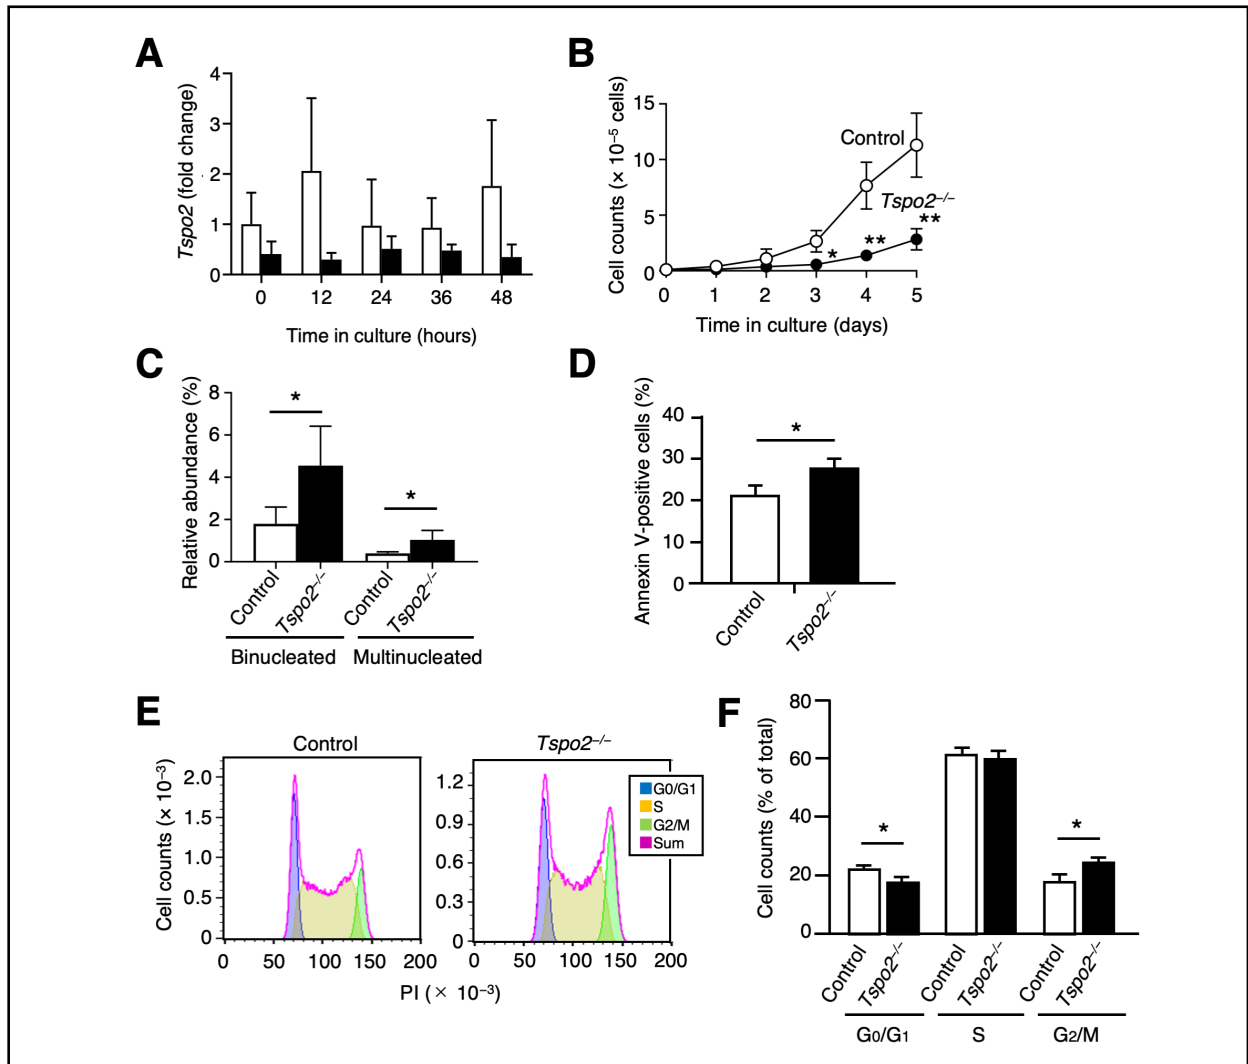 A
Tspo2 (fold change)
4
3
2
1
0
0 12 24 36 48
Time in culture (hours)
B
Cell counts (× 10⁻⁵ cells)
15
10
5
0
Control
Tspo2⁻/⁻
**
**
*
0 1 2 3 4 5
Time in culture (days)
C
Relative abundance (%)
8
6
4
2
0
*
*
Control Tspo2⁻/⁻ Control Tspo2⁻/⁻
Binucleated Multinucleated
D
Annexin V-positive cells (%)
40
30
20
10
0
*
Control Tspo2⁻/⁻
E
Control
Cell counts (× 10⁻³)
2.0
1.5
1.0
0.5
0
0 50 100 150 200
Tspo2⁻/⁻
1.2
0.9
0.6
0.3
0
0 50 100 150 200
G0/G1
S
G2/M
Sum
PI (× 10⁻³)
F
Cell counts (% of total)
80
60
40
20
0
*
*
Control Tspo2⁻/⁻ Control Tspo2⁻/⁻ Control Tspo2⁻/⁻
G0/G1 S G2/M